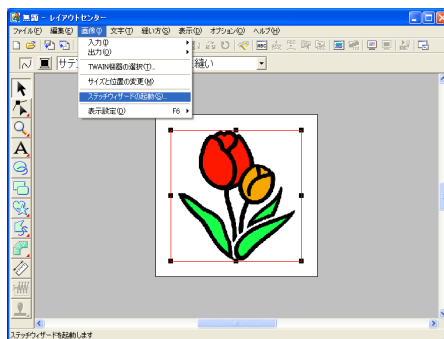 無題 - レイアウトセンター
ファイル(F) 編集(E) 画像(I) 文字(T) 縫い方(S) 表示(D) オプション(O) ヘルプ(H)
入力(I)
出力(O)
TWAIN機器の選択(T)...
サイズと位置の変更(M)
ステッチウィザードの起動(S)...
表示設定(D) F6
サテ
縫い
A
ステッチウィザードを起動します